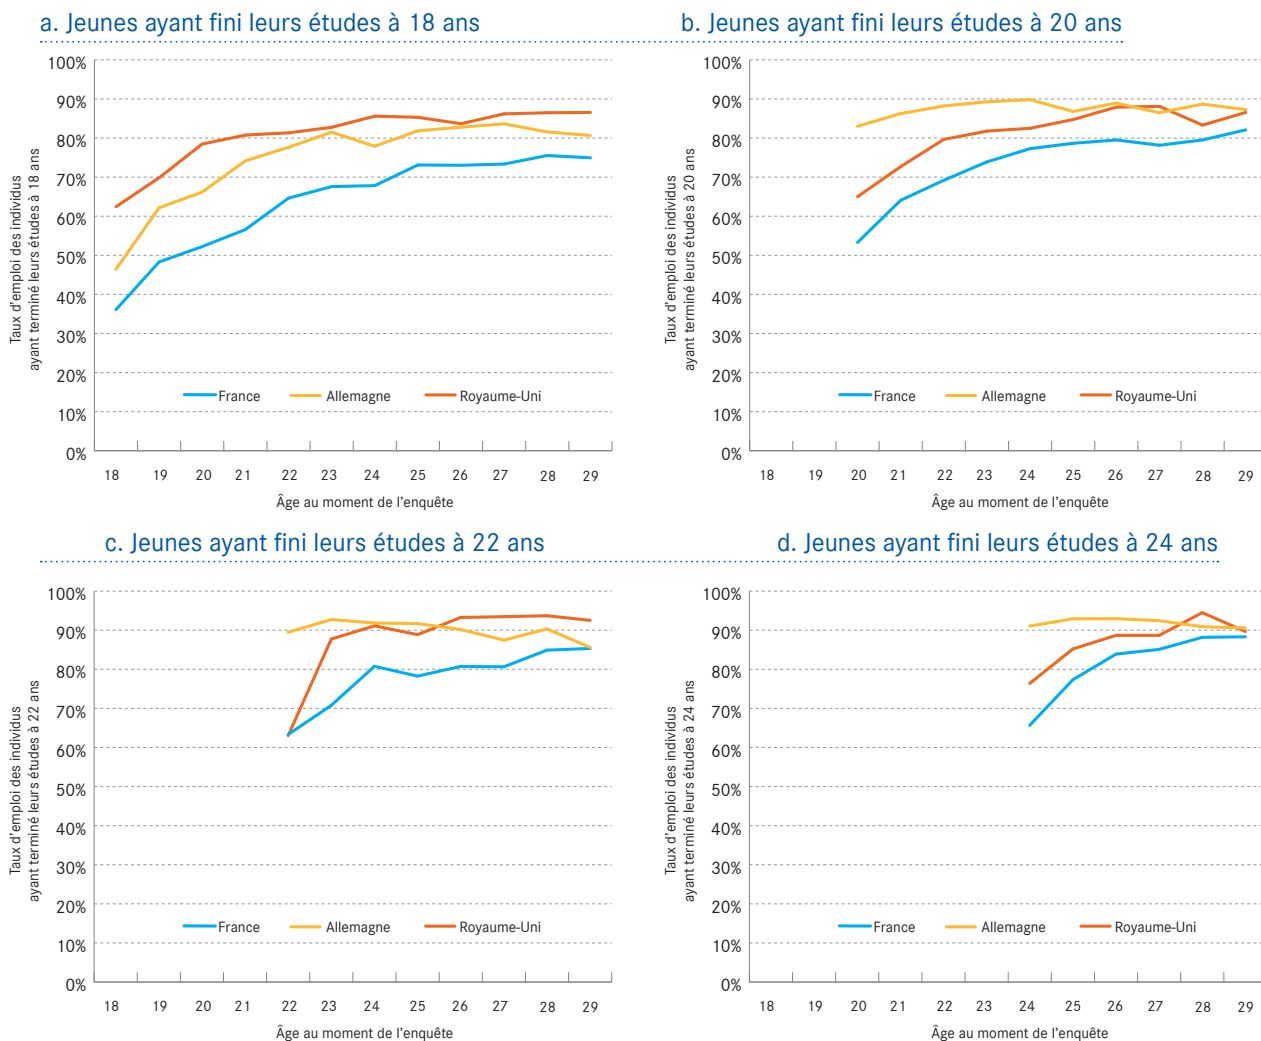 a. Jeunes ayant fini leurs études à 18 ans
Taux d'emploi des individus
ayant terminé leurs études à 18 ans
100%
90%
80%
70%
60%
50%
40%
30%
20%
10%
0%
France Allemagne Royaume-Uni
18 19 20 21 22 23 24 25 26 27 28 29
Âge au moment de l'enquête
b. Jeunes ayant fini leurs études à 20 ans
Taux d'emploi des individus
ayant terminé leurs études à 20 ans
100%
90%
80%
70%
60%
50%
40%
30%
20%
10%
0%
France Allemagne Royaume-Uni
18 19 20 21 22 23 24 25 26 27 28 29
Âge au moment de l'enquête
c. Jeunes ayant fini leurs études à 22 ans
Taux d'emploi des individus
ayant terminé leurs études à 22 ans
100%
90%
80%
70%
60%
50%
40%
30%
20%
10%
0%
France Allemagne Royaume-Uni
18 19 20 21 22 23 24 25 26 27 28 29
Âge au moment de l'enquête
d. Jeunes ayant fini leurs études à 24 ans
Taux d'emploi des individus
ayant terminé leurs études à 24 ans
100%
90%
80%
70%
60%
50%
40%
30%
20%
10%
0%
France Allemagne Royaume-Uni
18 19 20 21 22 23 24 25 26 27 28 29
Âge au moment de l'enquête